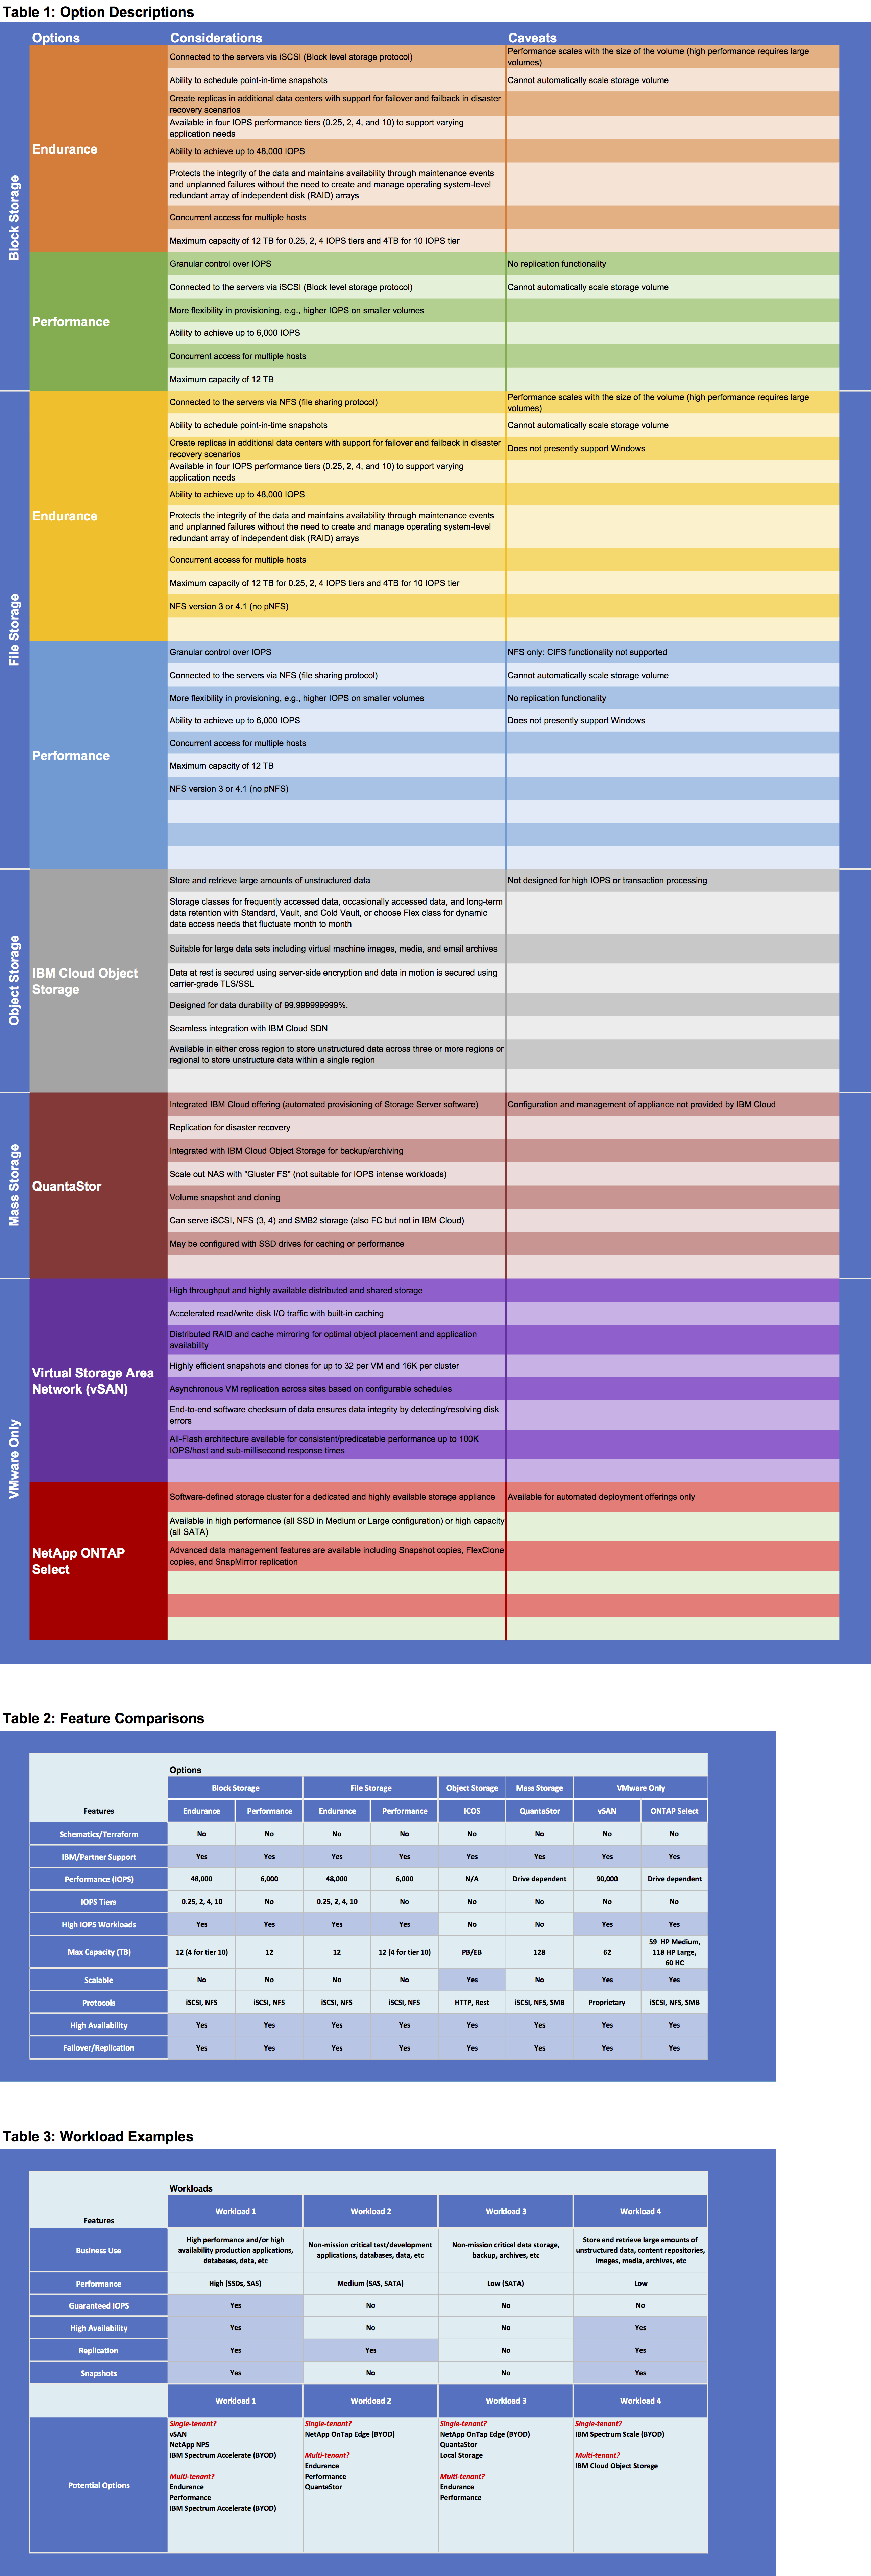 Table 1: Option Descriptions
Options Considerations Caveats
Block Storage
Endurance
Connected to the servers via iSCSI (Block level storage protocol)
Performance scales with the size of the volume (high performance requires large
volumes)
Ability to schedule point-in-time snapshots
Cannot automatically scale storage volume
Create replicas in additional data centers with support for failover and failback in disaster
recovery scenarios
Available in four IOPS performance tiers (0.25, 2, 4, and 10) to support varying
application needs
Ability to achieve up to 48,000 IOPS
Protects the integrity of the data and maintains availability through maintenance events
and unplanned failures without the need to create and manage operating system-level
redundant array of independent disk (RAID) arrays
Concurrent access for multiple hosts
Maximum capacity of 12 TB for 0.25, 2, 4 IOPS tiers and 4TB for 10 IOPS tier
Performance
Granular control over IOPS
No replication functionality
Connected to the servers via iSCSI (Block level storage protocol)
Cannot automatically scale storage volume
More flexibility in provisioning, e.g., higher IOPS on smaller volumes
Ability to achieve up to 6,000 IOPS
Concurrent access for multiple hosts
Maximum capacity of 12 TB
File Storage
Endurance
Connected to the servers via NFS (file sharing protocol)
Performance scales with the size of the volume (high performance requires large
volumes)
Ability to schedule point-in-time snapshots
Cannot automatically scale storage volume
Create replicas in additional data centers with support for failover and failback in disaster
recovery scenarios
Does not presently support Windows
Available in four IOPS performance tiers (0.25, 2, 4, and 10) to support varying
application needs
Ability to achieve up to 48,000 IOPS
Protects the integrity of the data and maintains availability through maintenance events
and unplanned failures without the need to create and manage operating system-level
redundant array of independent disk (RAID) arrays
Concurrent access for multiple hosts
Maximum capacity of 12 TB for 0.25, 2, 4 IOPS tiers and 4TB for 10 IOPS tier
NFS version 3 or 4.1 (no pNFS)
Performance
Granular control over IOPS
NFS only: CIFS functionality not supported
Connected to the servers via NFS (file sharing protocol)
Cannot automatically scale storage volume
More flexibility in provisioning, e.g., higher IOPS on smaller volumes
No replication functionality
Ability to achieve up to 6,000 IOPS
Does not presently support Windows
Concurrent access for multiple hosts
Maximum capacity of 12 TB
NFS version 3 or 4.1 (no pNFS)
Object Storage
IBM Cloud Object
Storage
Store and retrieve large amounts of unstructured data
Not designed for high IOPS or transaction processing
Storage classes for frequently accessed data, occasionally accessed data, and long-term
data retention with Standard, Vault, and Cold Vault, or choose Flex class for dynamic
data access needs that fluctuate month to month
Suitable for large data sets including virtual machine images, media, and email archives
Data at rest is secured using server-side encryption and data in motion is secured using
carrier-grade TLS/SSL
Designed for data durability of 99.999999999%.
Seamless integration with IBM Cloud SDN
Available in either cross region to store unstructured data across three or more regions or
regional to store unstructure data within a single region
Mass Storage
QuantaStor
Integrated IBM Cloud offering (automated provisioning of Storage Server software)
Configuration and management of appliance not provided by IBM Cloud
Replication for disaster recovery
Integrated with IBM Cloud Object Storage for backup/archiving
Scale out NAS with "Gluster FS" (not suitable for IOPS intense workloads)
Volume snapshot and cloning
Can serve iSCSI, NFS (3, 4) and SMB2 storage (also FC but not in IBM Cloud)
May be configured with SSD drives for caching or performance
VMware Only
Virtual Storage Area
Network (vSAN)
High throughput and highly available distributed and shared storage
Accelerated read/write disk I/O traffic with built-in caching
Distributed RAID and cache mirroring for optimal object placement and application
availability
Highly efficient snapshots and clones for up to 32 per VM and 16K per cluster
Asynchronous VM replication across sites based on configurable schedules
End-to-end software checksum of data ensures data integrity by detecting/resolving disk
errors
All-Flash architecture available for consistent/predicatable performance up to 100K
IOPS/host and sub-millisecond response times
NetApp ONTAP
Select
Software-defined storage cluster for a dedicated and highly available storage appliance
Available for automated deployment offerings only
Available in high performance (all SSD in Medium or Large configuration) or high capacity
(all SATA)
Advanced data management features are available including Snapshot copies, FlexClone
copies, and SnapMirror replication
Table 2: Feature Comparisons
Options
Block Storage File Storage Object Storage Mass Storage VMware Only
Features Endurance Performance Endurance Performance ICOS QuantaStor vSAN ONTAP Select
Schematics/Terraform No No No No No No No No
IBM/Partner Support Yes Yes Yes Yes Yes Yes Yes Yes
Performance (IOPS) 48,000 6,000 48,000 6,000 N/A Drive dependent 90,000 Drive dependent
IOPS Tiers 0.25, 2, 4, 10 No 0.25, 2, 4, 10 No No No No No
High IOPS Workloads Yes Yes Yes Yes No No Yes Yes
Max Capacity (TB) 12 (4 for tier 10) 12 12 12 (4 for tier 10) PB/EB 128 62 59 HP Medium,
118 HP Large,
60 HC
Scalable No No No No Yes No Yes Yes
Protocols iSCSI, NFS iSCSI, NFS iSCSI, NFS iSCSI, NFS HTTP, Rest iSCSI, NFS, SMB Proprietary iSCSI, NFS, SMB
High Availability Yes Yes Yes Yes Yes Yes Yes Yes
Failover/Replication Yes Yes Yes Yes Yes Yes Yes Yes
Table 3: Workload Examples
Workloads
Features Workload 1 Workload 2 Workload 3 Workload 4
Business Use
High performance and/or high
availability production applications,
databases, data, etc
Non-mission critical test/development
applications, databases, data, etc
Non-mission critical data storage,
backup, archives, etc
Store and retrieve large amounts of
unstructured data, content repositories,
images, media, archives, etc
Performance High (SSDs, SAS) Medium (SAS, SATA) Low (SATA) Low
Guaranteed IOPS Yes No No No
High Availability Yes No No Yes
Replication Yes Yes No Yes
Snapshots Yes No No Yes
Workload 1 Workload 2 Workload 3 Workload 4
Potential Options
Single-tenant?
vSAN
NetApp NPS
IBM Spectrum Accelerate (BYOD)
Multi-tenant?
Endurance
Performance
IBM Spectrum Accelerate (BYOD)
Single-tenant?
NetApp OnTap Edge (BYOD)
Multi-tenant?
Endurance
Performance
QuantaStor
Single-tenant?
NetApp OnTap Edge (BYOD)
QuantaStor
Local Storage
Multi-tenant?
Endurance
Performance
Single-tenant?
IBM Spectrum Scale (BYOD)
Multi-tenant?
IBM Cloud Object Storage